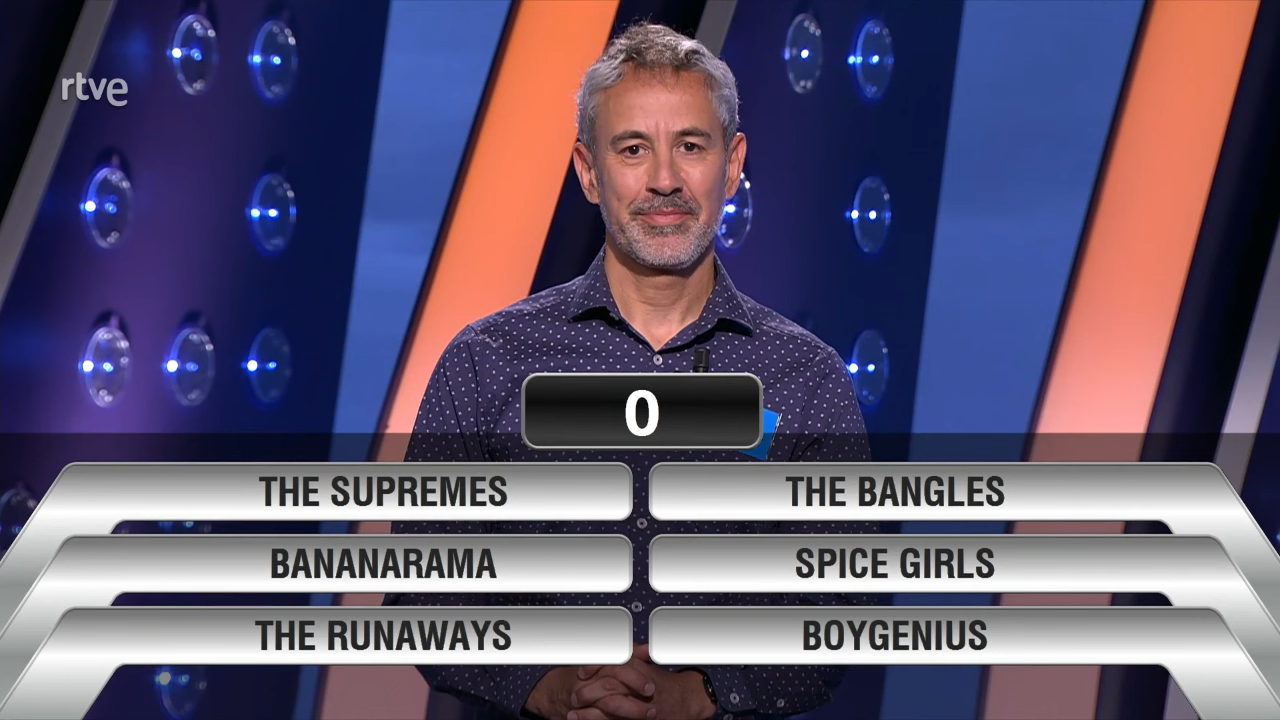 rtve
0
THE SUPREMES
THE BANGLES
BANANARAMA
SPICE GIRLS
THE RUNAWAYS
BOYGENIUS